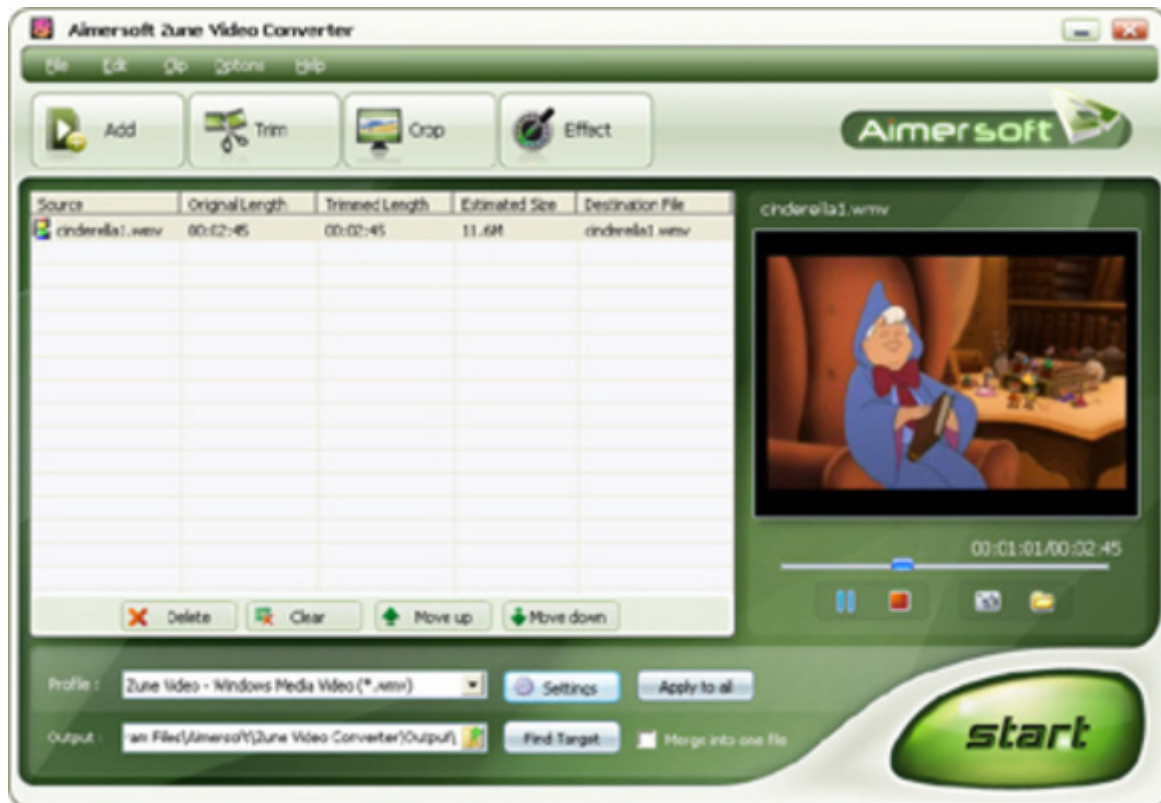 Aimersoft Zune Video Converter
File Edit Clip Options Help
Add Trim Crop Effect
Aimersoft
Source Original Length Trimmed Length Estimated Size Destination File
cinderella1.wmv 00:02:45 00:02:45 11.6M cinderella1.wmv
cinderella1.wmv
00:01:01/00:02:45
Delete Clear Move up Move down
Profile : Zune Video - Windows Media Video (*.wmv) Settings Apply to all
Output : am Files\Aimersoft\Zune Video Converter\Output\ Find Target Merge into one file
start